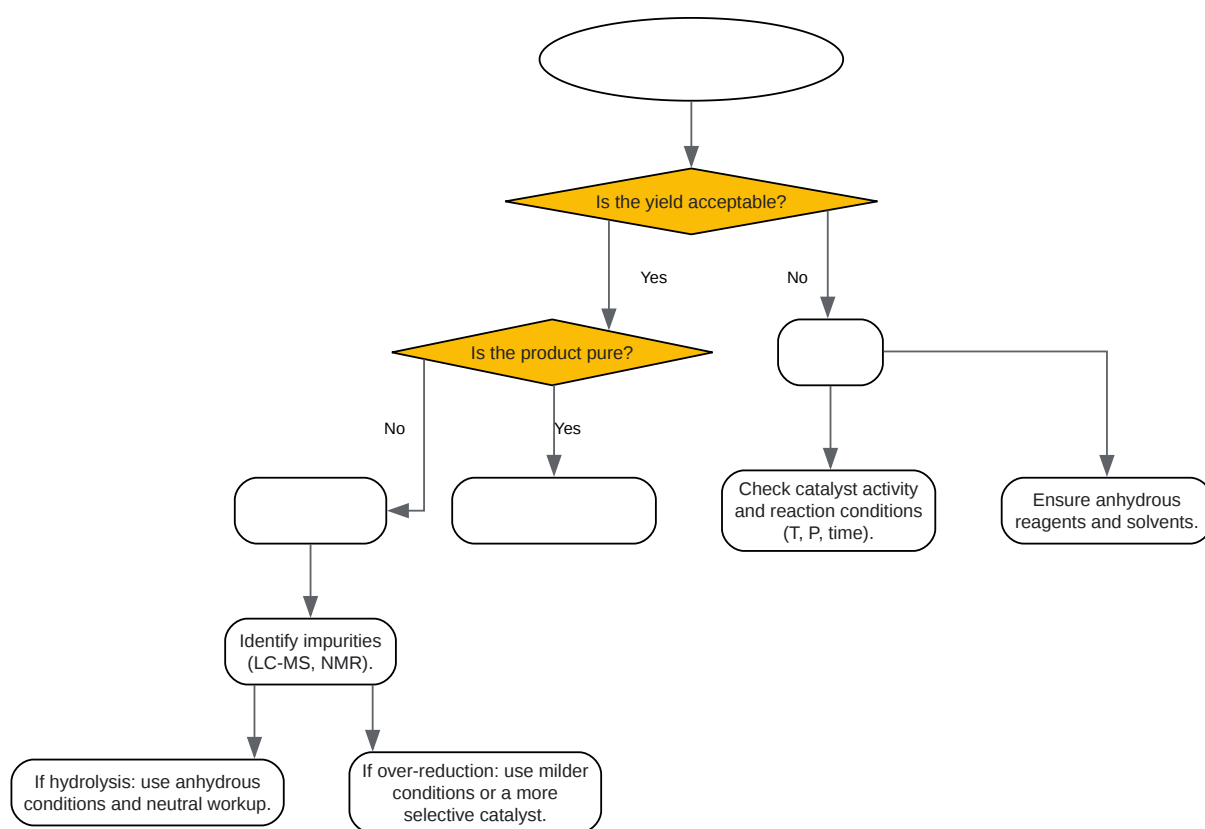 Is the yield acceptable?
Yes
No
Is the product pure?
No
Yes
Check catalyst activity
and reaction conditions
(T, P, time).
Ensure anhydrous
reagents and solvents.
Identify impurities
(LC-MS, NMR).
If hydrolysis: use anhydrous
conditions and neutral workup.
If over-reduction: use milder
conditions or a more
selective catalyst.